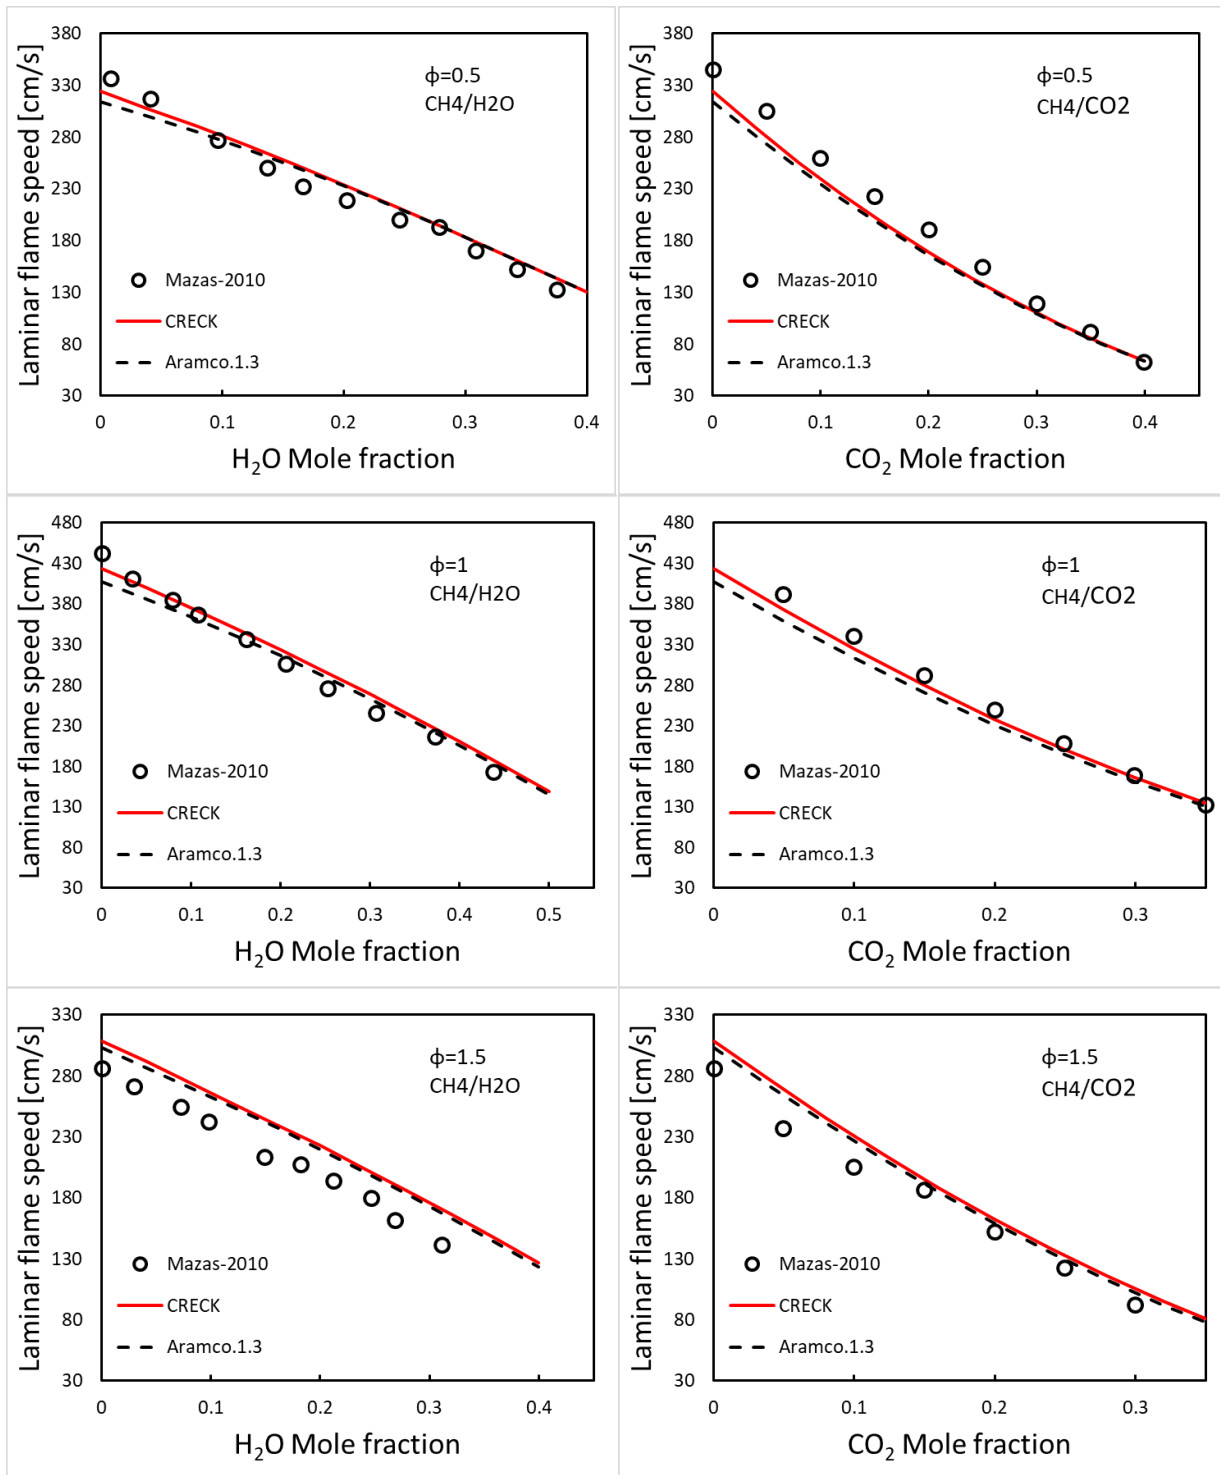 Laminar flame speed [cm/s]
380
330
280
230
180
130
80
30
φ=0.5
CH4/H2O
Mazas-2010
CRECK
Aramco.1.3
0 0.1 0.2 0.3 0.4
H₂O Mole fraction
Laminar flame speed [cm/s]
380
330
280
230
180
130
80
30
φ=0.5
CH4/CO2
Mazas-2010
CRECK
Aramco.1.3
0 0.1 0.2 0.3 0.4
CO₂ Mole fraction
Laminar flame speed [cm/s]
480
430
380
330
280
230
180
130
80
30
φ=1
CH4/H2O
Mazas-2010
CRECK
Aramco.1.3
0 0.1 0.2 0.3 0.4 0.5
H₂O Mole fraction
Laminar flame speed [cm/s]
480
430
380
330
280
230
180
130
80
30
φ=1
CH4/CO2
Mazas-2010
CRECK
Aramco.1.3
0 0.1 0.2 0.3
CO₂ Mole fraction
Laminar flame speed [cm/s]
330
280
230
180
130
80
30
φ=1.5
CH4/H2O
Mazas-2010
CRECK
Aramco.1.3
0 0.1 0.2 0.3 0.4
H₂O Mole fraction
Laminar flame speed [cm/s]
330
280
230
180
130
80
30
φ=1.5
CH4/CO2
Mazas-2010
CRECK
Aramco.1.3
0 0.1 0.2 0.3
CO₂ Mole fraction